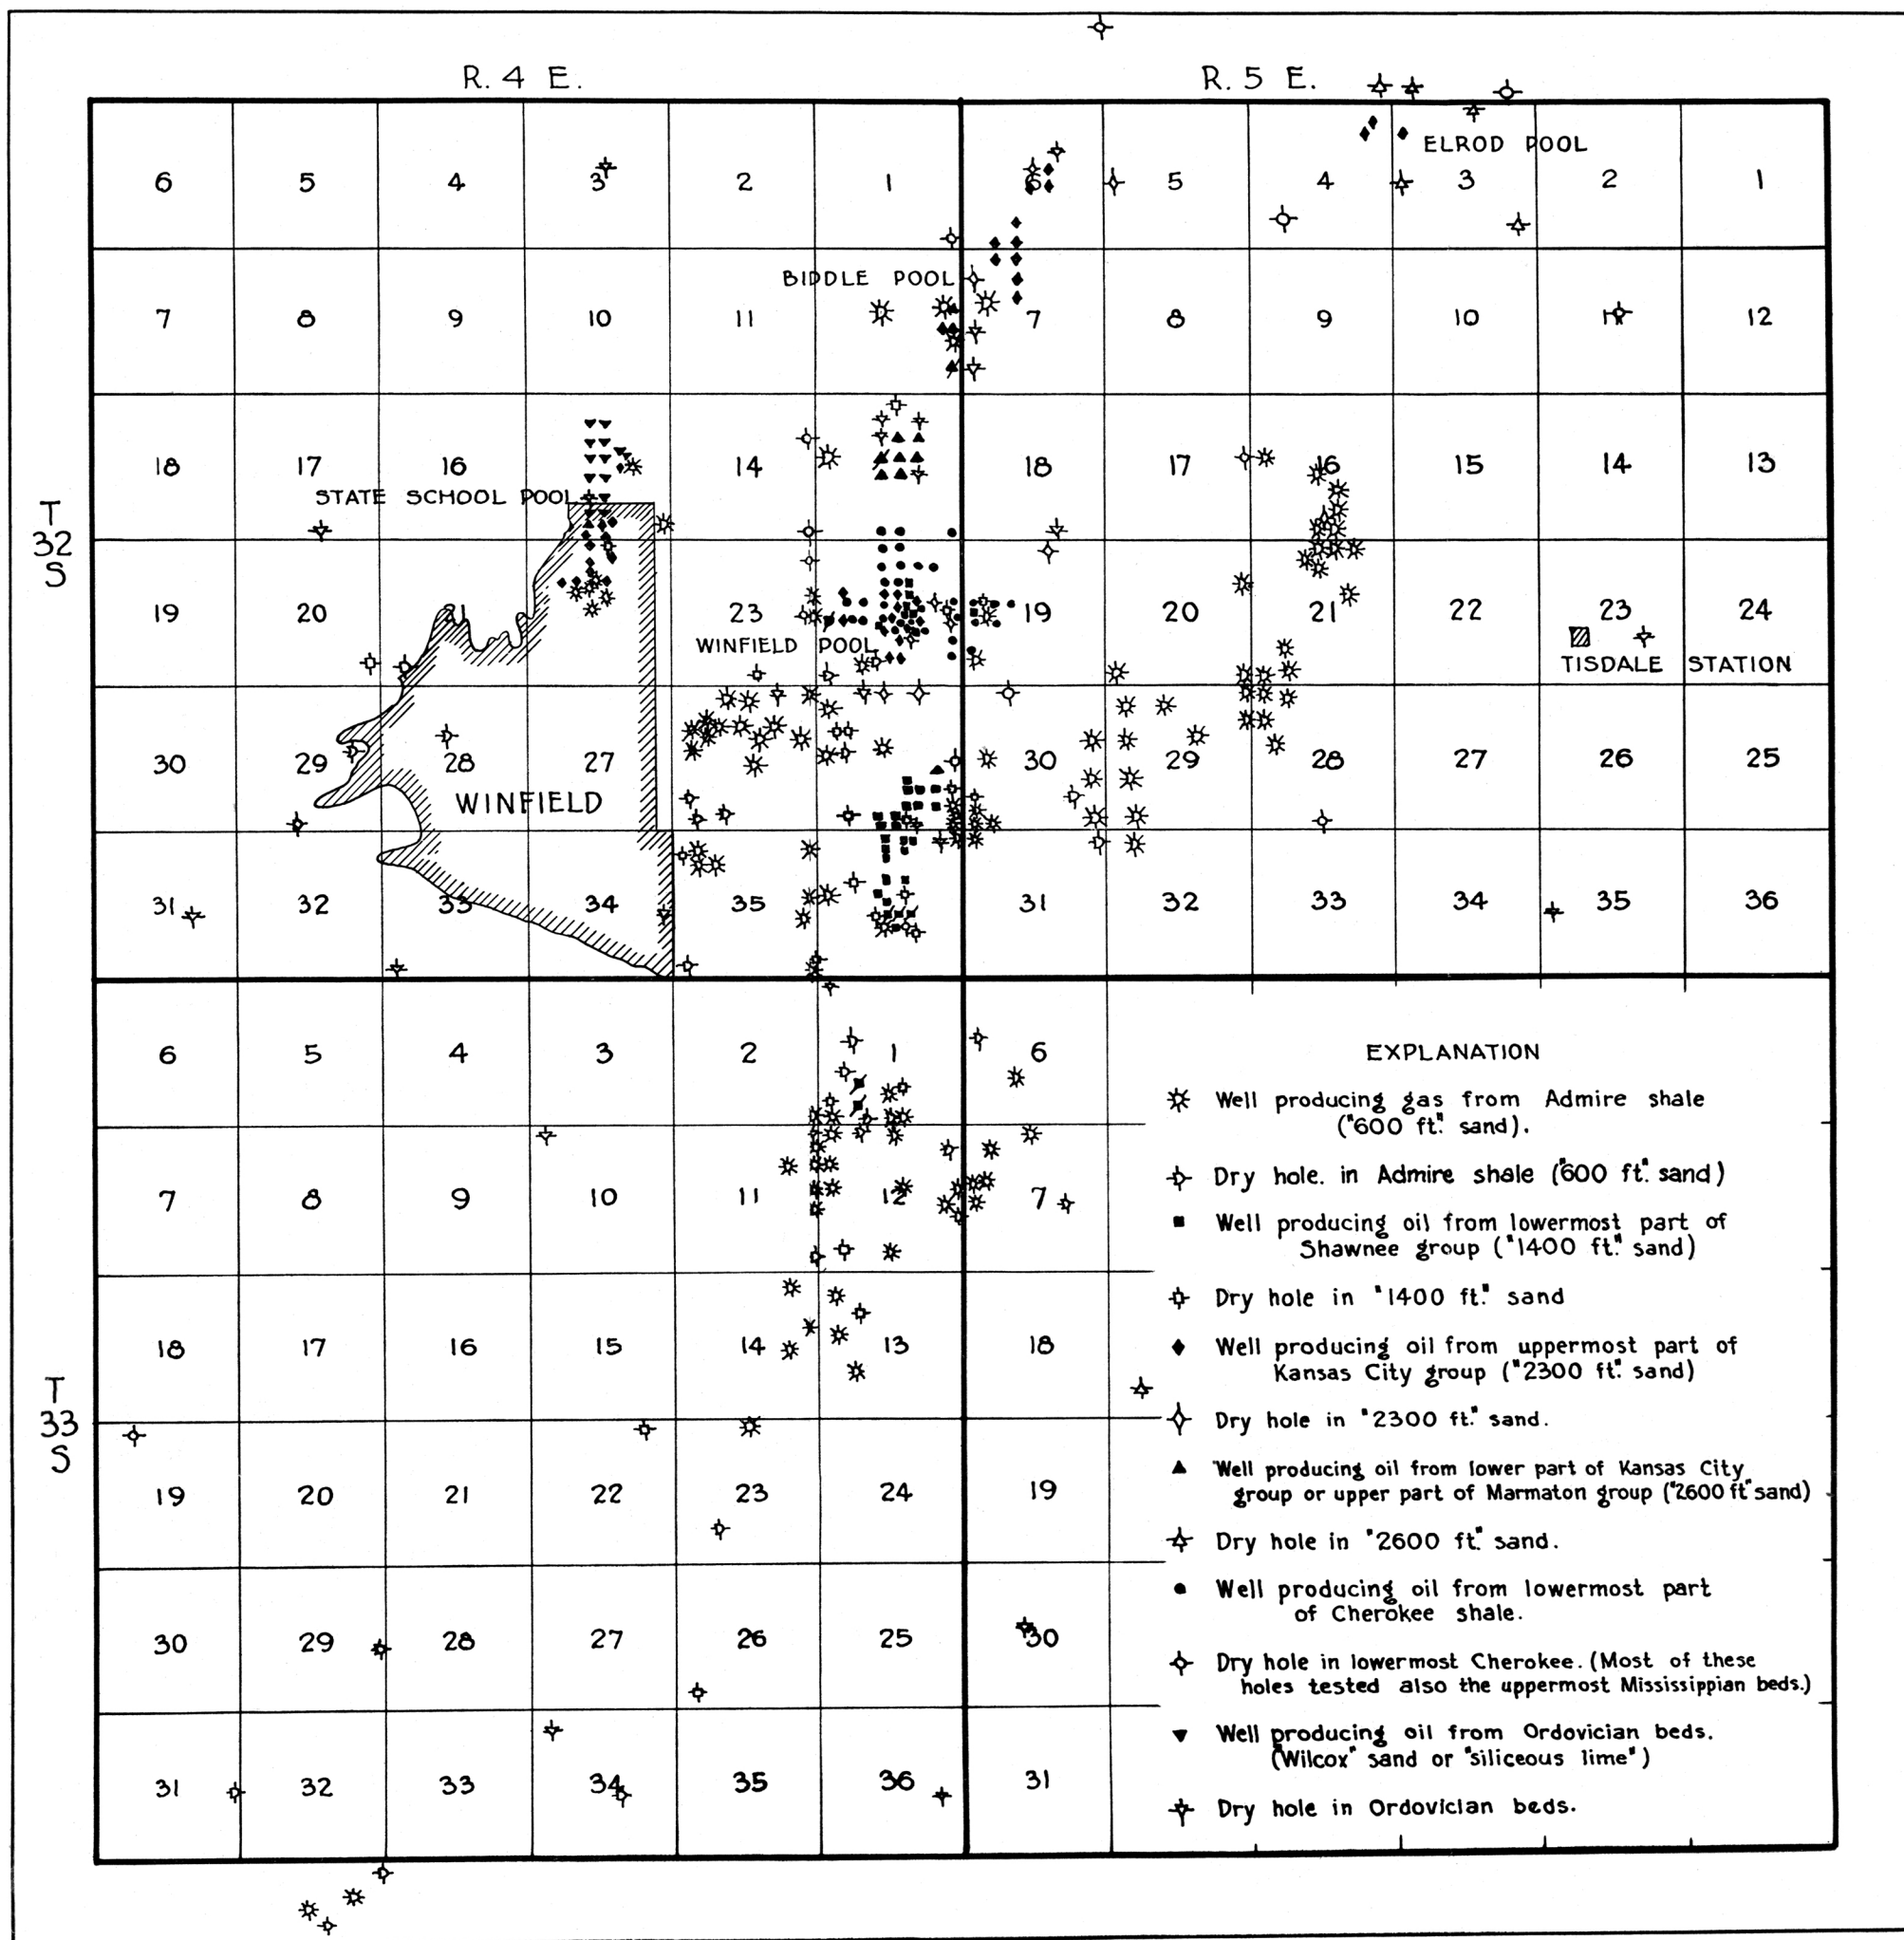 R. 4 E. R. 5 E.
ELROD POOL
6 5 4 3 2 1 6 5 4 3 2 1
BIDDLE POOL
7 8 9 10 11 7 8 9 10 11 12
18 17 16 14 18 17 16 15 14 13
STATE SCHOOL POOL
T
32
S
19 20 21 23 19 20 21 22 23 24
WINFIELD POOL
TISDALE STATION
30 29 28 27 30 29 28 27 26 25
WINFIELD
31 32 33 34 35 31 32 33 34 35 36
6 5 4 3 2 1 6
7 8 9 10 11 12 7
18 17 16 15 14 13 18
T
33
S
19 20 21 22 23 24 19
30 29 28 27 26 25 30
31 32 33 34 35 36 31
EXPLANATION
Well producing gas from Admire shale
("600 ft." sand).
Dry hole. in Admire shale ("600 ft." sand)
Well producing oil from lowermost part of
Shawnee group ("1400 ft." sand)
Dry hole in "1400 ft." sand
Well producing oil from uppermost part of
Kansas City group ("2300 ft." sand)
Dry hole in "2300 ft." sand.
Well producing oil from lower part of Kansas City
group or upper part of Marmaton group ("2600 ft" sand)
Dry hole in "2600 ft." sand.
Well producing oil from lowermost part
of Cherokee shale.
Dry hole in lowermost Cherokee. (Most of these
holes tested also the uppermost Mississippian beds.)
Well producing oil from Ordovician beds.
("Wilcox" sand or "siliceous lime")
Dry hole in Ordovician beds.